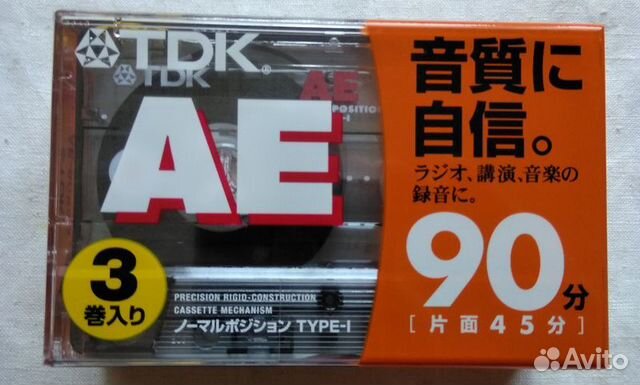 TDK®
TDK
AE
AE
POSITION
音質に
自信。
ラジオ、講演、音楽の
録音に。
90分
[片面45分]
3
巻入り
PRECISION RIGID-CONSTRUCTION
CASSETTE MECHANISM
ノーマルポジション TYPE-I
Avito